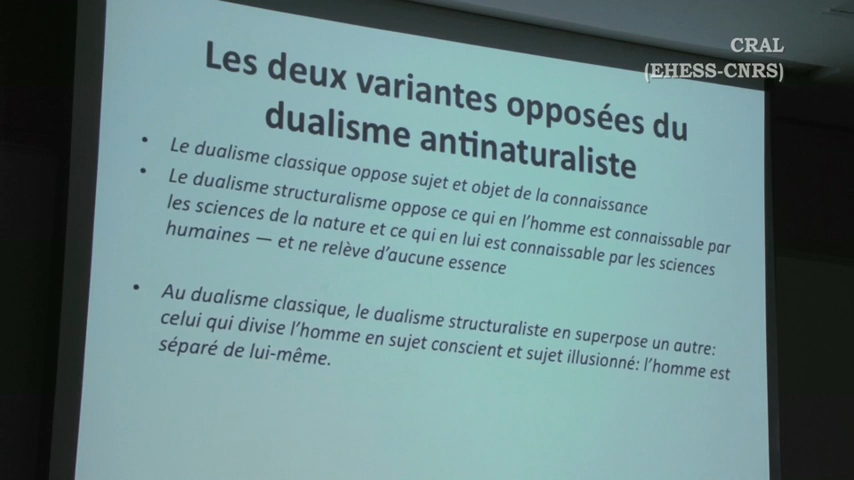 CRAL
(EHESS-CNRS)
Les deux variantes opposées du
dualisme antinaturaliste
• Le dualisme classique oppose sujet et objet de la connaissance
• Le dualisme structuralisme oppose ce qui en l'homme est connaissable par
les sciences de la nature et ce qui en lui est connaissable par les sciences
humaines — et ne relève d'aucune essence
• Au dualisme classique, le dualisme structuraliste en superpose un autre:
celui qui divise l'homme en sujet conscient et sujet illusionné: l'homme est
séparé de lui-même.